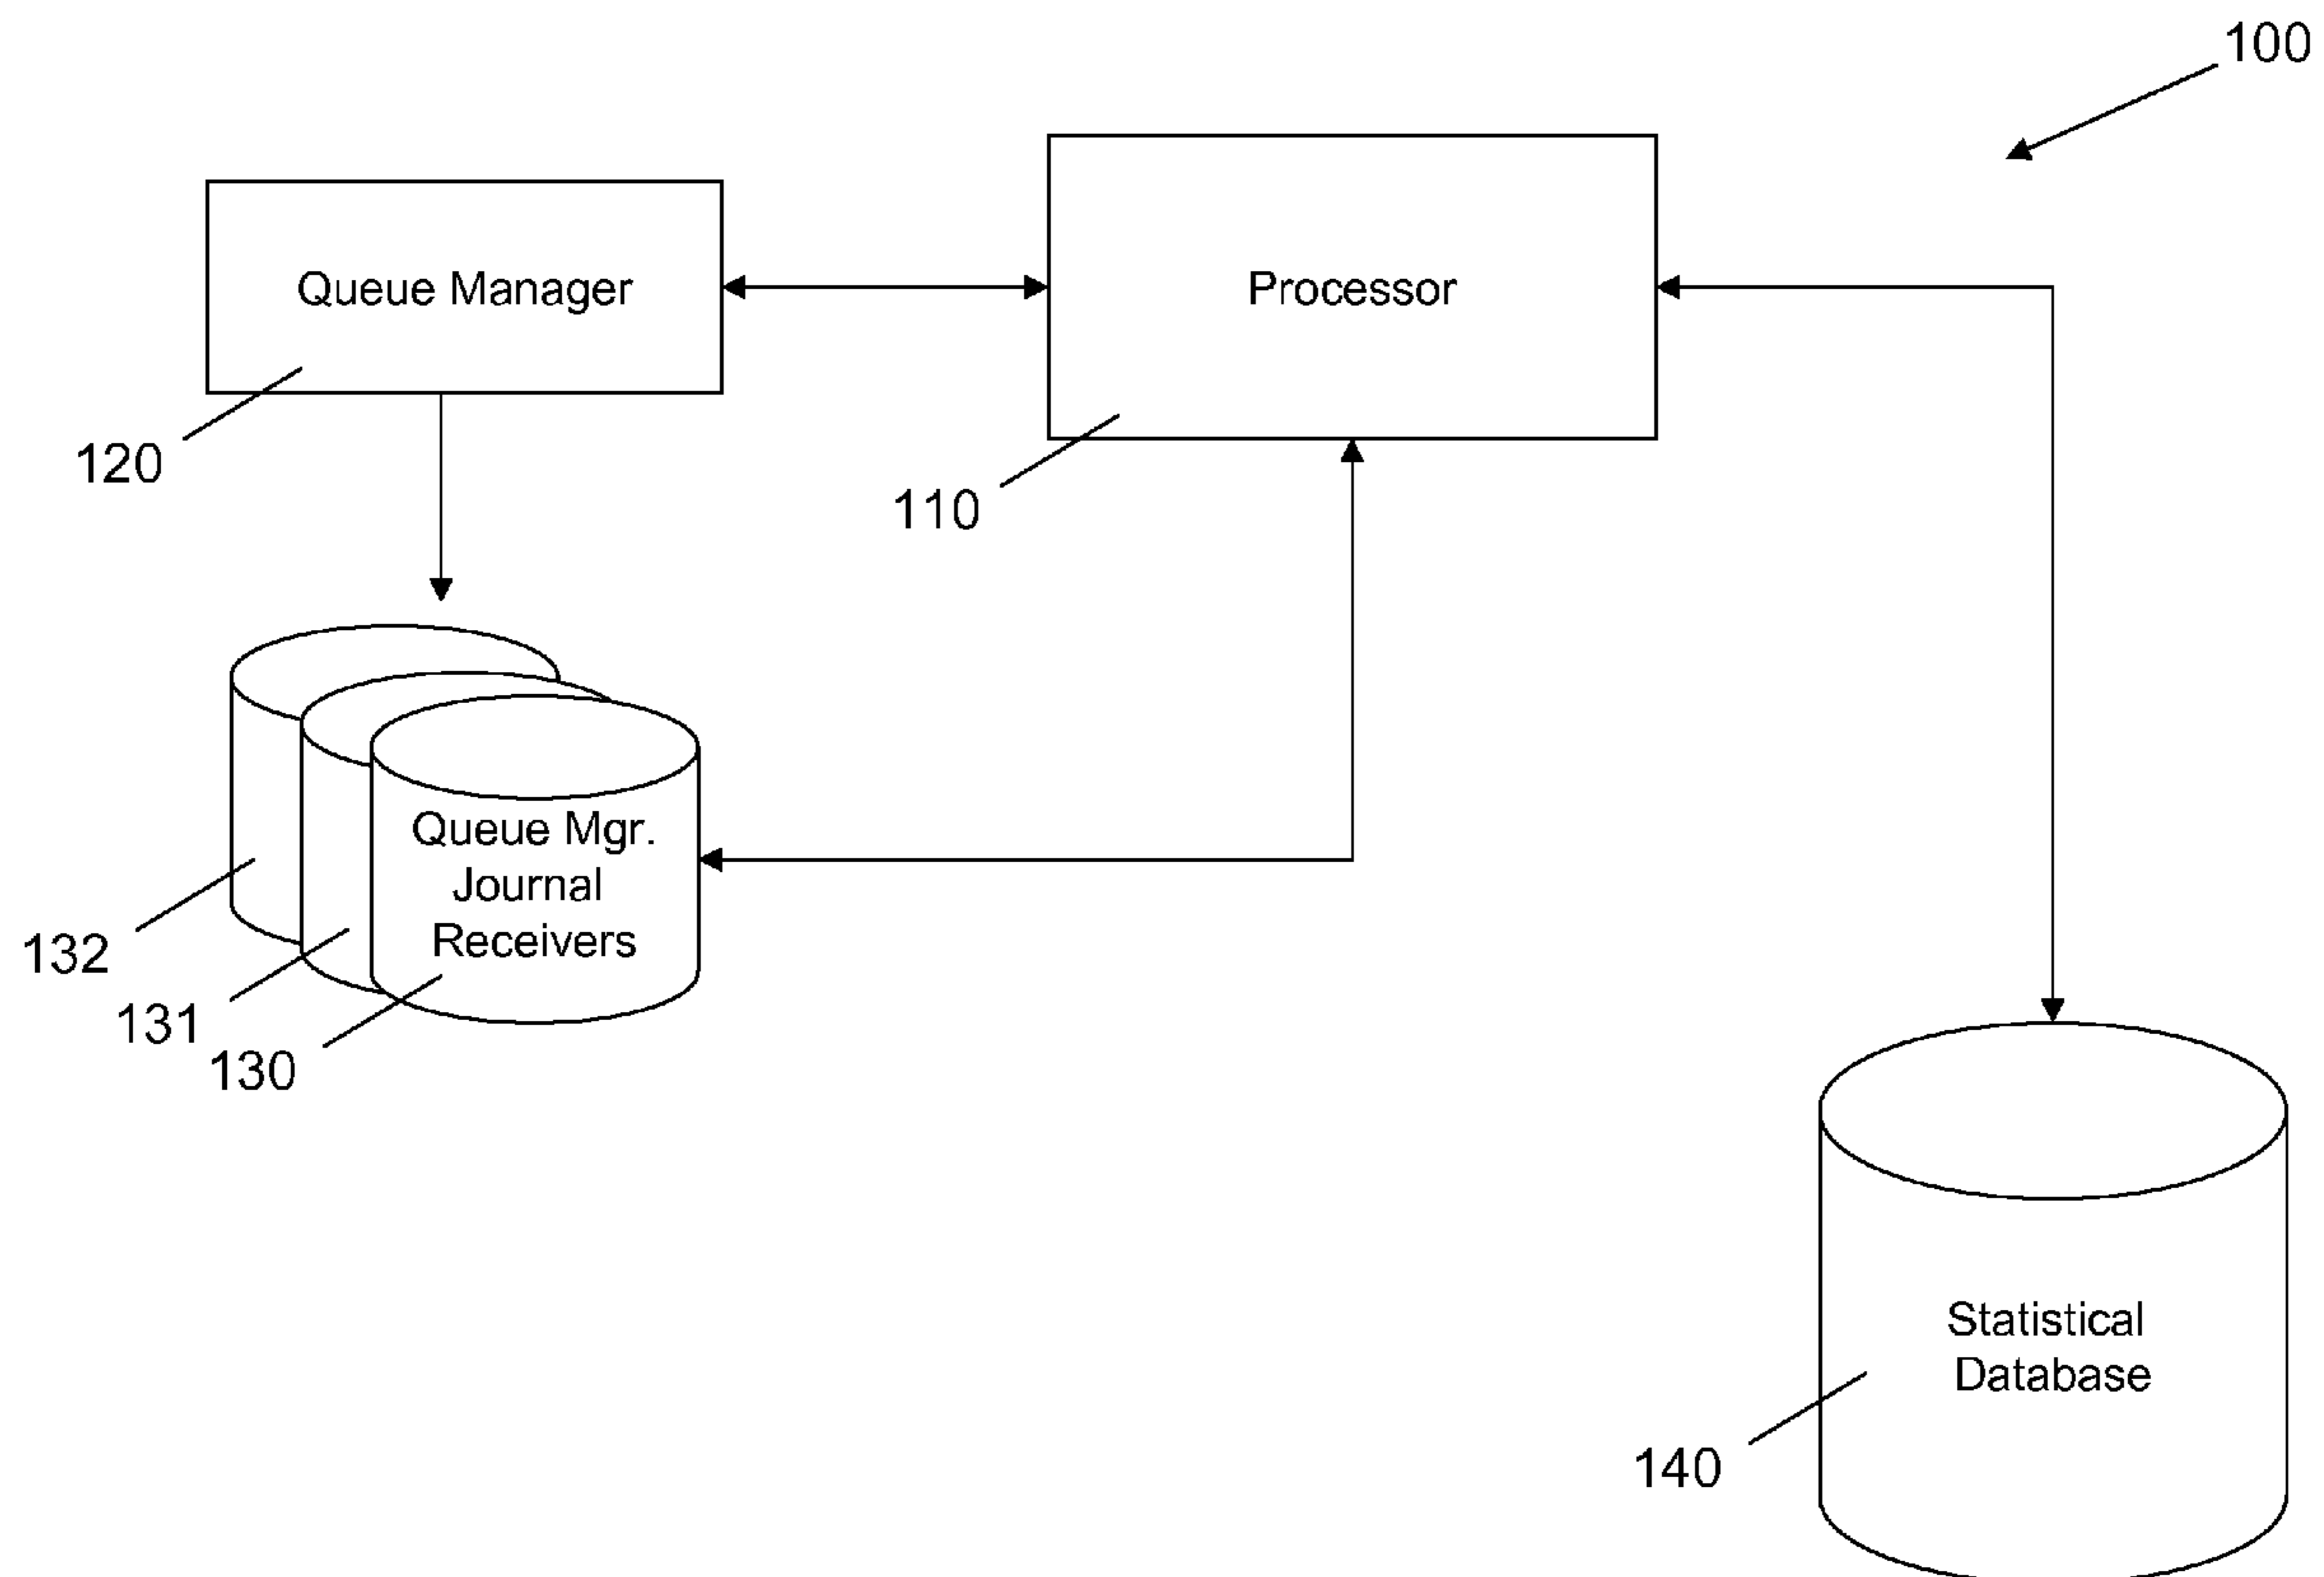 100
Queue Manager
Processor
120
110
Queue Mgr.
Journal
Receivers
132
131
130
Statistical
Database
140